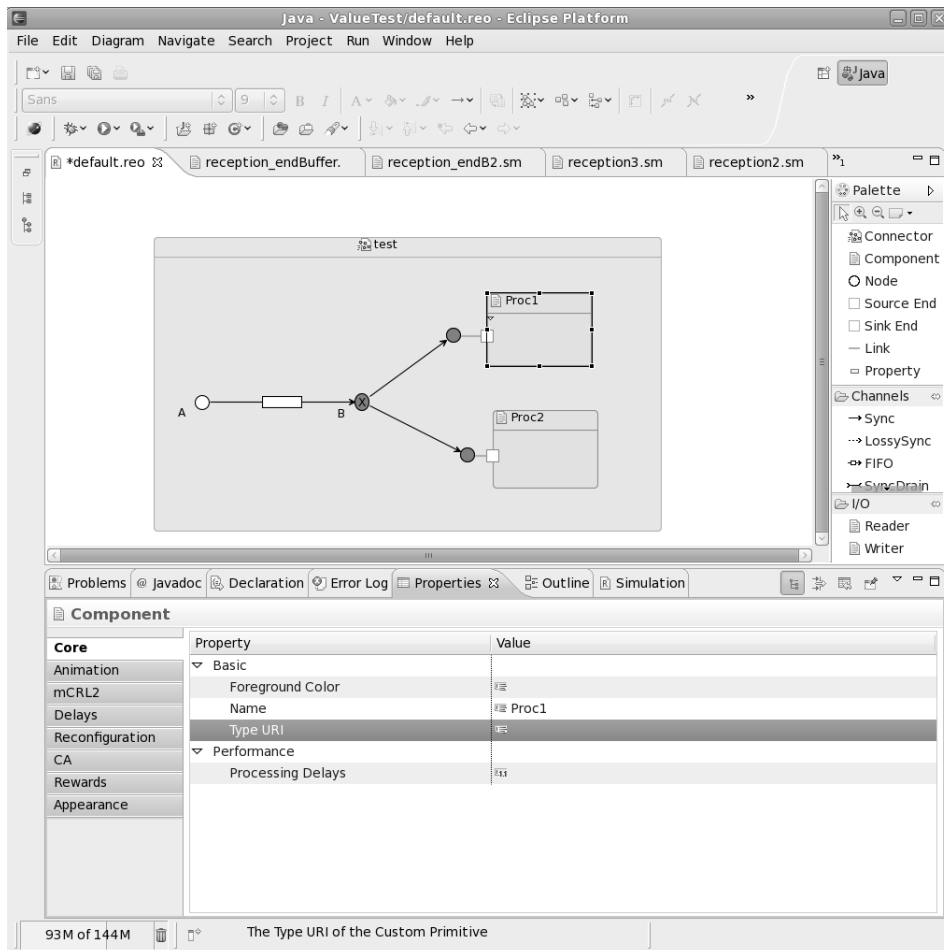 Java - ValueTest/default.reo - Eclipse Platform
File Edit Diagram Navigate Search Project Run Window Help
Java
Sans 9 B I A »
*default.reo reception_endBuffer. reception_endB2.sm reception3.sm reception2.sm »1
Palette
test
Connector
Component
Node
Source End
Sink End
Link
Property
Channels
Sync
LossySync
FIFO
SyncDrain
I/O
Reader
Writer
Proc1
A
B
X
Proc2
Problems @ Javadoc Declaration Error Log Properties Outline R Simulation
Component
Core
Animation
mCRL2
Delays
Reconfiguration
CA
Rewards
Appearance
Property Value
Basic
Foreground Color
Name Proc1
Type URI
Performance
Processing Delays
93M of 144M The Type URI of the Custom Primitive